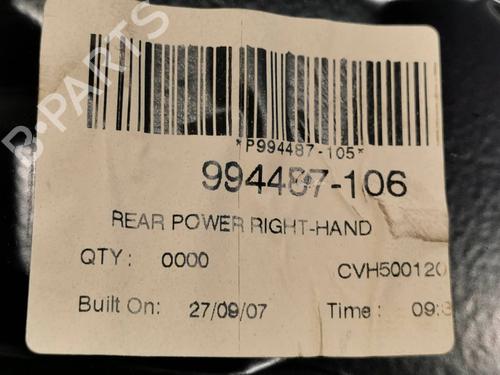 B-PARTS
*P994487-105*
994487-106
REAR POWER RIGHT-HAND
QTY: 0000 CVH500120
Built On: 27/09/07 Time: 09:3